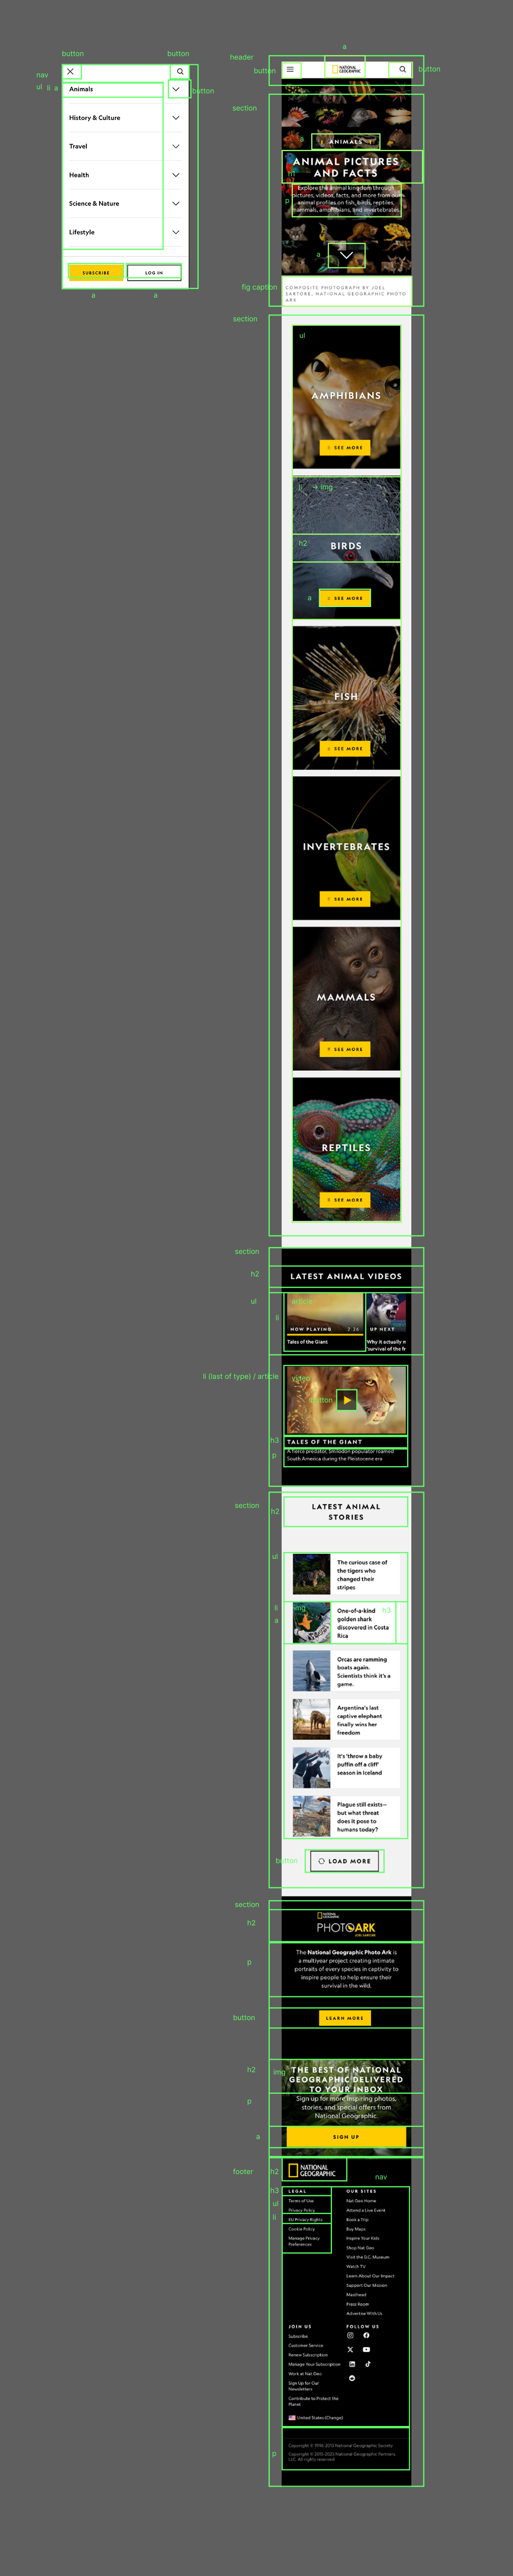 button
button
nav
ul li a
button
Animals
History & Culture
Travel
Health
Science & Nature
Lifestyle
SUBSCRIBE
LOG IN
a
a
header
a
button
NATIONAL
GEOGRAPHIC
button
section
a
ANIMALS
h1
ANIMAL PICTURES
AND FACTS
p
Explore the animal kingdom through
pictures, videos, facts, and more from our
animal profiles on fish, birds, reptiles,
mammals, amphibians, and invertebrates.
a
fig caption
COMPOSITE PHOTOGRAPH BY JOEL
SARTORE, NATIONAL GEOGRAPHIC PHOTO
ARK
section
ul
AMPHIBIANS
SEE MORE
li -> img
h2
BIRDS
a
SEE MORE
FISH
SEE MORE
INVERTEBRATES
SEE MORE
MAMMALS
SEE MORE
REPTILES
SEE MORE
section
h2
LATEST ANIMAL VIDEOS
ul
article
li
NOW PLAYING 2:26
UP NEXT
Tales of the Giant
Why it actually m
'survival of the fr
li (last of type) / article
video
button
h3
TALES OF THE GIANT
p
A fierce predator, Smilodon populator roamed
South America during the Pleistocene era
section
h2
LATEST ANIMAL
STORIES
ul
The curious case of
the tigers who
changed their
stripes
li
img
h3
a
One-of-a-kind
golden shark
discovered in Costa
Rica
Orcas are ramming
boats again.
Scientists think it's a
game.
Argentina's last
captive elephant
finally wins her
freedom
It's 'throw a baby
puffin off a cliff'
season in Iceland
Plague still exists—
but what threat
does it pose to
humans today?
button
LOAD MORE
section
h2
NATIONAL
GEOGRAPHIC
PHOTOARK
JOEL SARTORE
p
The National Geographic Photo Ark is
a multiyear project creating intimate
portraits of every species in captivity to
inspire people to help ensure their
survival in the wild.
button
LEARN MORE
h2
img
THE BEST OF NATIONAL
GEOGRAPHIC DELIVERED
TO YOUR INBOX
p
Sign up for more inspiring photos,
stories, and special offers from
National Geographic.
a
SIGN UP
footer
h2
NATIONAL
GEOGRAPHIC
nav
h3
LEGAL
ul
Terms of Use
Privacy Policy
li
EU Privacy Rights
Cookie Policy
Manage Privacy
Preferences
OUR SITES
Nat Geo Home
Attend a Live Event
Book a Trip
Buy Maps
Inspire Your Kids
Shop Nat Geo
Visit the D.C. Museum
Watch TV
Learn About Our Impact
Support Our Mission
Masthead
Press Room
Advertise With Us
JOIN US
Subscribe
Customer Service
Renew Subscription
Manage Your Subscription
Work at Nat Geo
Sign Up for Our
Newsletters
Contribute to Protect the
Planet
FOLLOW US
United States (Change)
p
Copyright © 1996-2015 National Geographic Society
Copyright © 2015-2023 National Geographic Partners,
LLC. All rights reserved